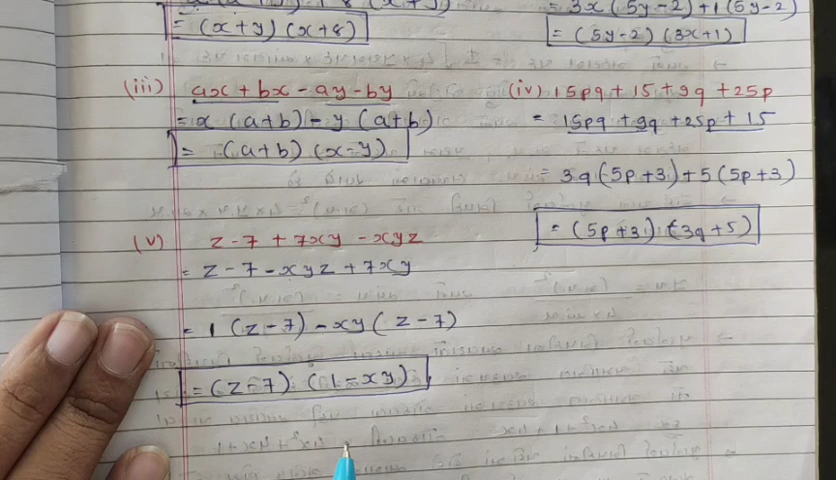 = (x+y) (x+8)
= 3x(5y-2)+1(5y-2)
= (5y-2) (3x+1)
(iii) ax + bx - ay - by
= x (a+b) - y (a+b)
= (a+b) (x-y)
(iv) 15pq + 15 + 9q + 25p
= 15pq + 9q + 25p + 15
= 3q(5p+3)+5(5p+3)
= (5p+3) (3q+5)
(v) z - 7 + 7xy - xyz
= z - 7 - xyz + 7xy
= 1 (z-7) - xy (z-7)
= (z-7) (1-xy)